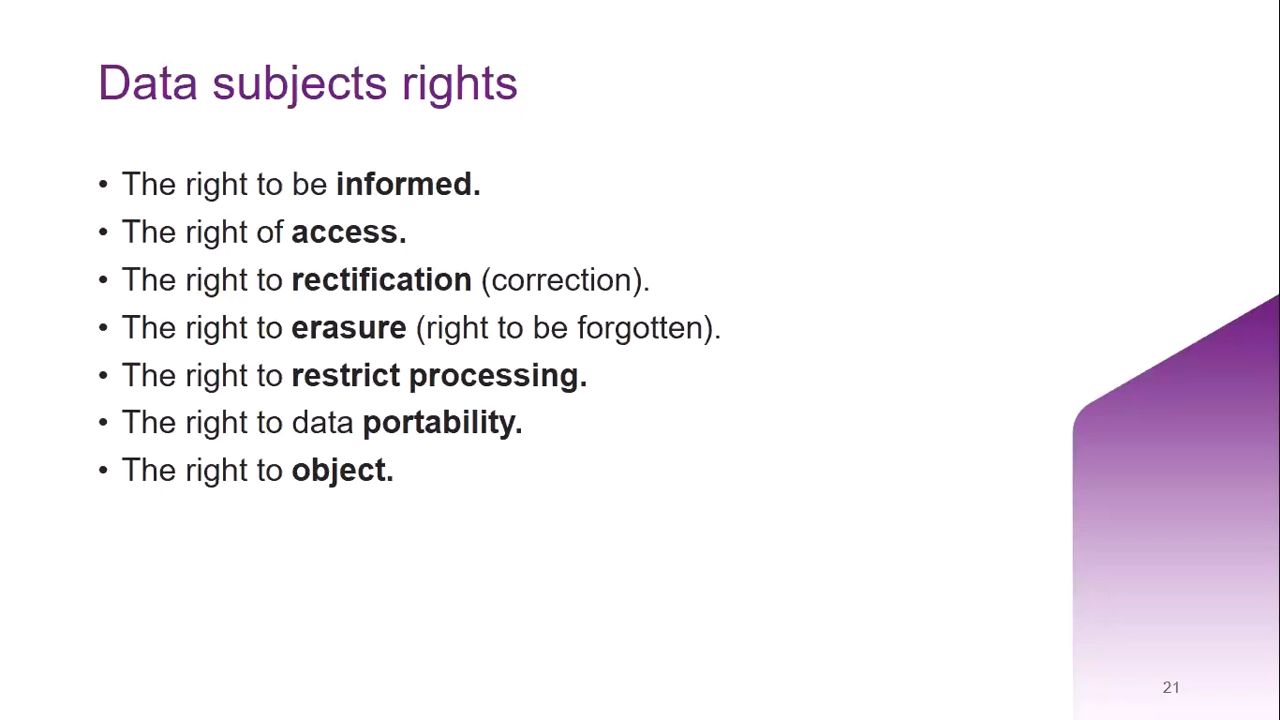 Data subjects rights
• The right to be informed.
• The right of access.
• The right to rectification (correction).
• The right to erasure (right to be forgotten).
• The right to restrict processing.
• The right to data portability.
• The right to object.
21